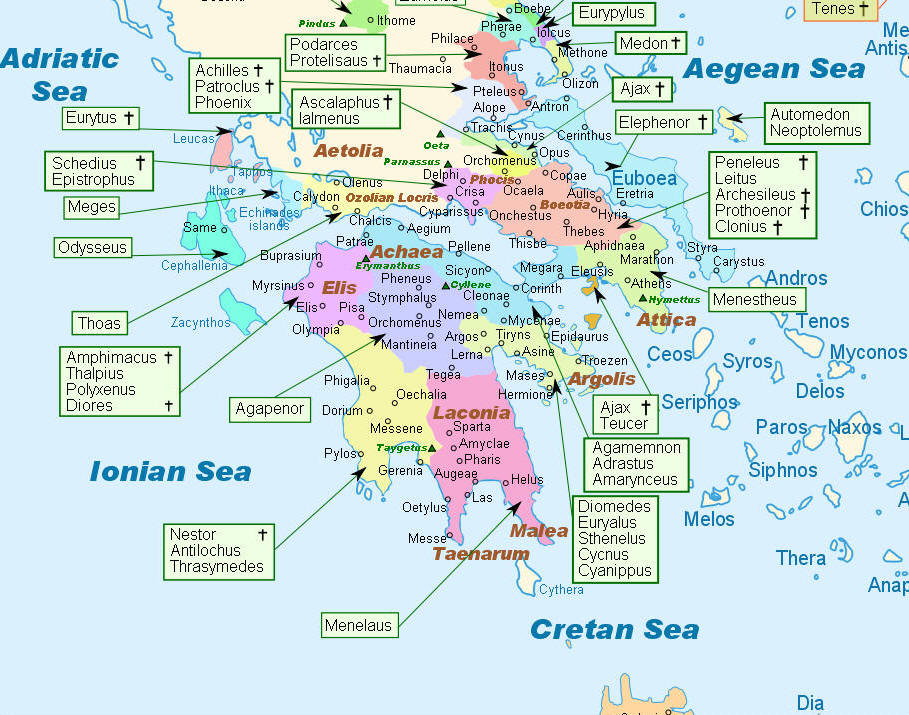 Boebe
Eurypylus
Tenes †
Pindus
Ithome
Pherae
Iolcus
Philace
Medon †
Podarces
Protelisaus †
Methone
Itonus
Thaumacia
Adriatic
Sea
Aegean Sea
Achilles †
Patroclus †
Phoenix
Pteleus
Olizon
Ajax †
Ascalaphus †
Ialmenus
Alope
Antron
Eurytus †
Trachis
Cynus
Cerinthus
Elephenor †
Automedon
Neoptolemus
Leucas
Oeta
Aetolia
Parnassus
Orchomenus
Opus
Schedius †
Epistrophus
Taphos
Delphi
Phocis
Copae
Euboea
Peneleus †
Leitus
Archesileus †
Prothoenor †
Clonius †
Ithaca
Olenus
Crisa
Ocaela
Aulis
Eretria
Meges
Calydon
Ozolian Locris
Boeotia
Chios
Echinades
islands
Cyparissus
Onchestus
Hyria
Same
Chalcis
Aegium
Thebes
Odysseus
Patrae
Achaea
Pellene
Thisbe
Aphidnaea
Styra
Buprasium
Erymanthus
Marathon
Cephallenia
Sicyon
Megara
Eleusis
Carystus
Myrsinus
Elis
Pheneus
Cyllene
Corinth
Athens
Andros
Stymphalus
Cleonae
Hymettus
Menestheus
Elis
Pisa
Nemea
Mycenae
Attica
Tenos
Zacynthos
Olympia
Orchomenus
Argos
Tiryns
Epidaurus
Thoas
Mantineia
Lerna
Asine
Ceos
Syros
Myconos
Amphimacus †
Thalpius
Polyxenus
Diores †
Tegea
Troezen
Phigalia
Mases
Argolis
Delos
Oechalia
Hermione
Agapenor
Dorium
Laconia
Ajax †
Teucer
Seriphos
Messene
Sparta
Paros
Naxos
Pylos
Taygetus
Amyclae
Agamemnon
Adrastus
Amarynceus
Ionian Sea
Gerenia
Pharis
Augeae
Helus
Siphnos
Oetylus
Las
Diomedes
Euryalus
Sthenelus
Cycnus
Cyanippus
Melos
Nestor †
Antilochus
Thrasymedes
Messe
Malea
Taenarum
Thera
Cythera
Menelaus
Cretan Sea
Dia